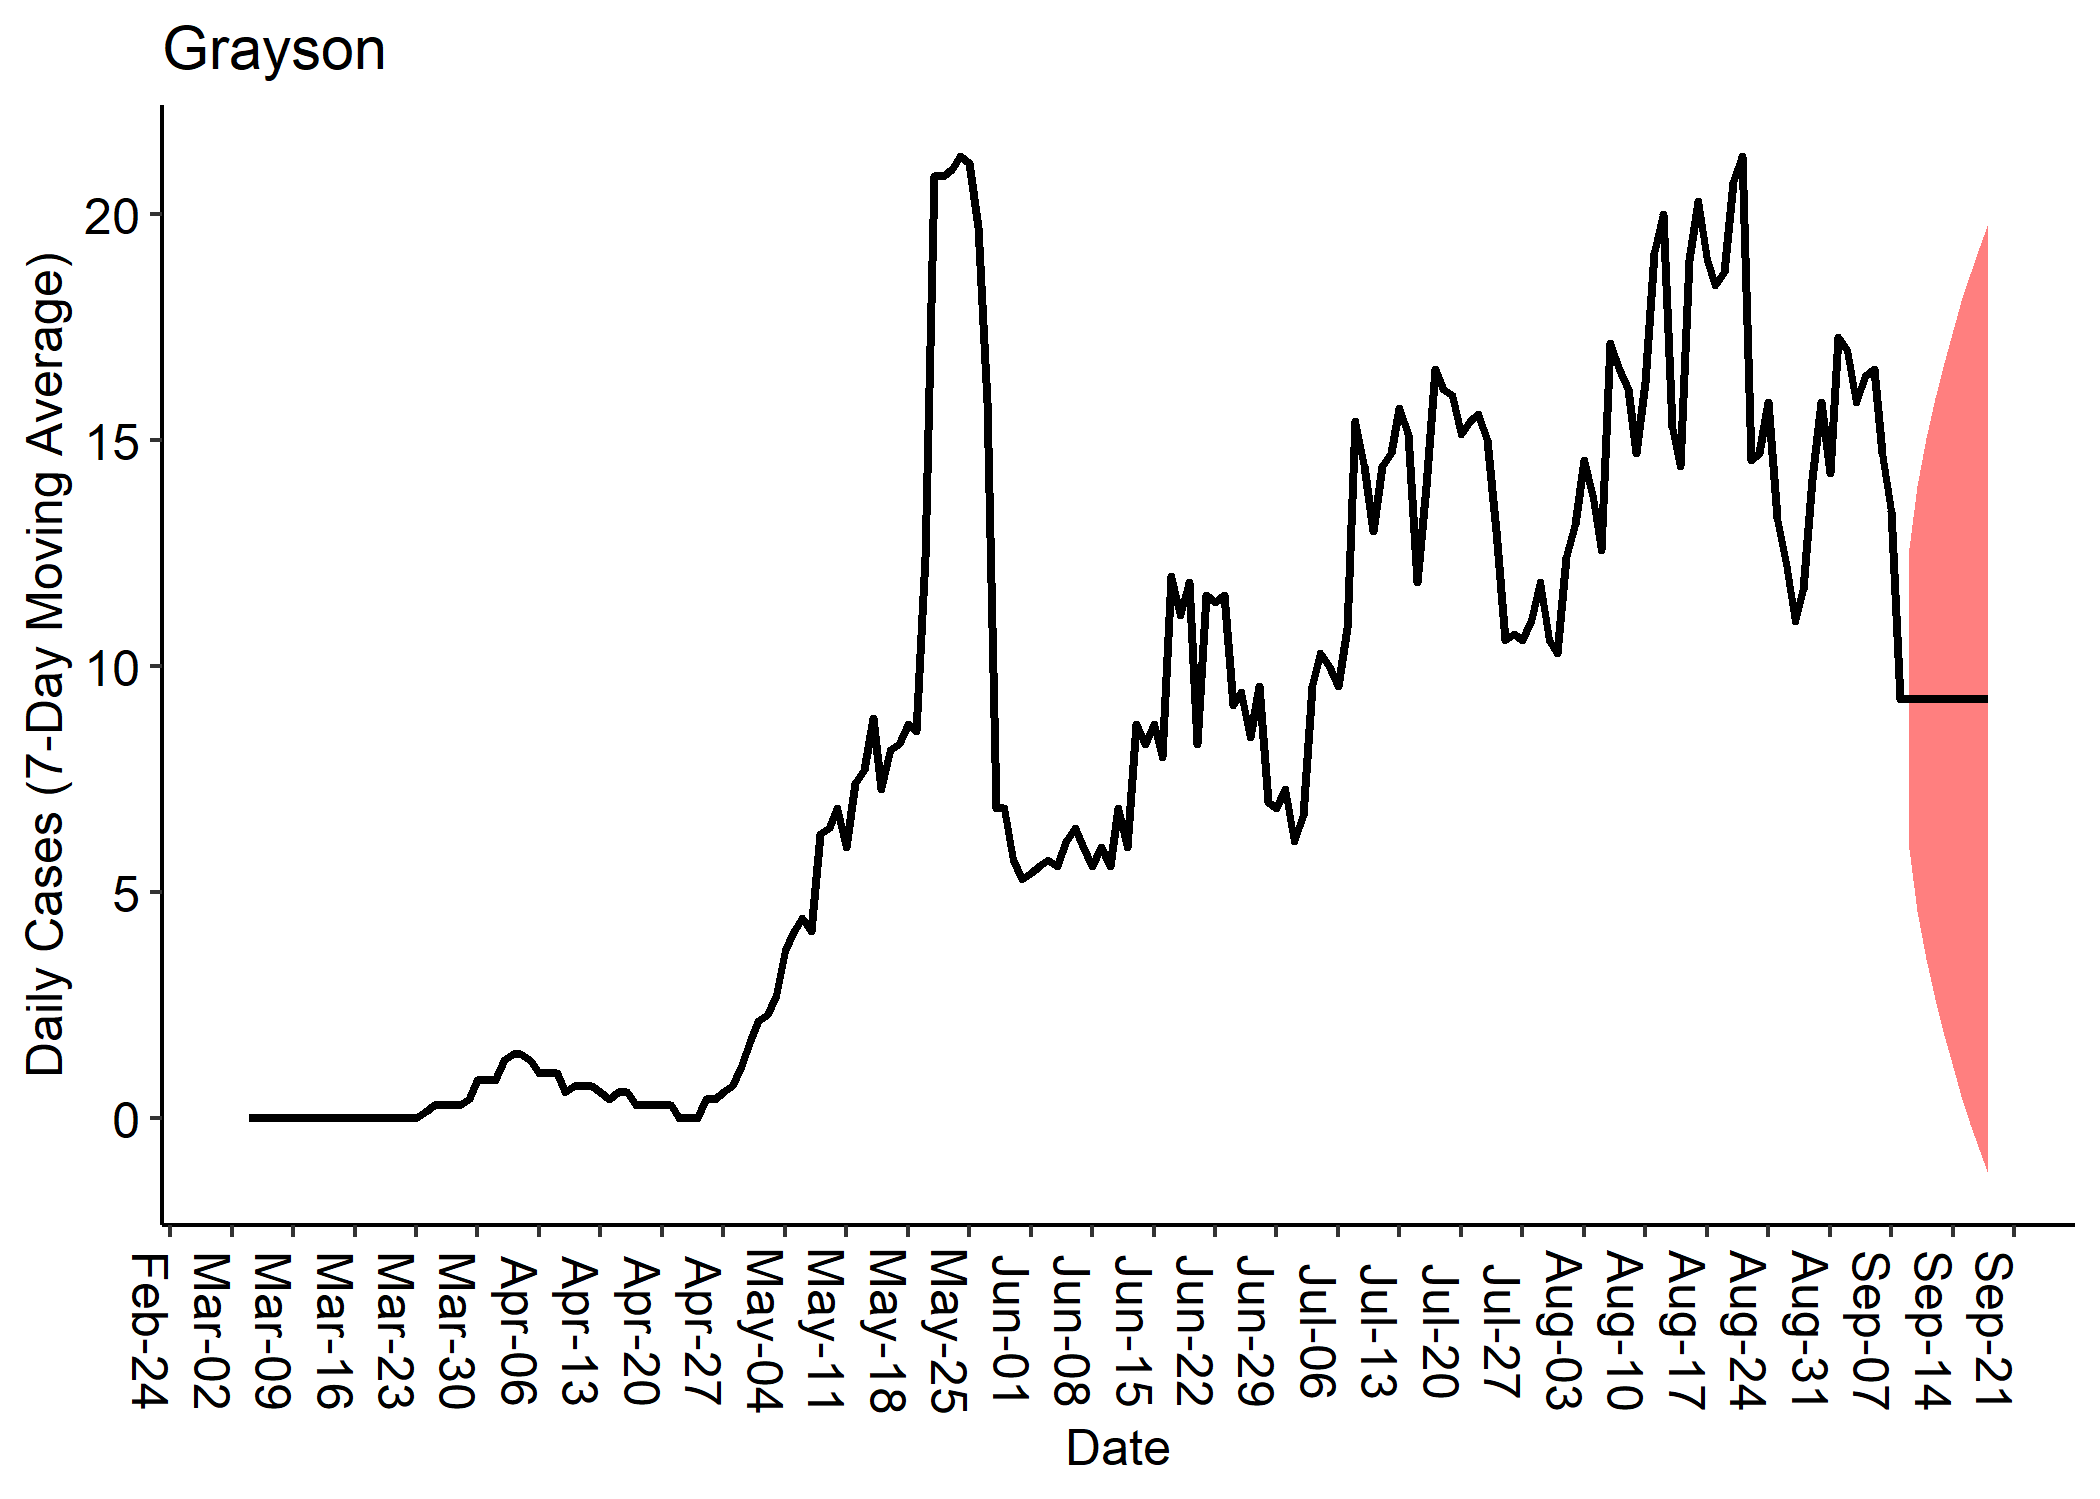 Grayson
Daily Cases (7-Day Moving Average)
20
15
10
5
0
Feb-24
Mar-02
Mar-09
Mar-16
Mar-23
Mar-30
Apr-06
Apr-13
Apr-20
Apr-27
May-04
May-11
May-18
May-25
Jun-01
Jun-08
Jun-15
Jun-22
Jun-29
Jul-06
Jul-13
Jul-20
Jul-27
Aug-03
Aug-10
Aug-17
Aug-24
Aug-31
Sep-07
Sep-14
Sep-21
Date